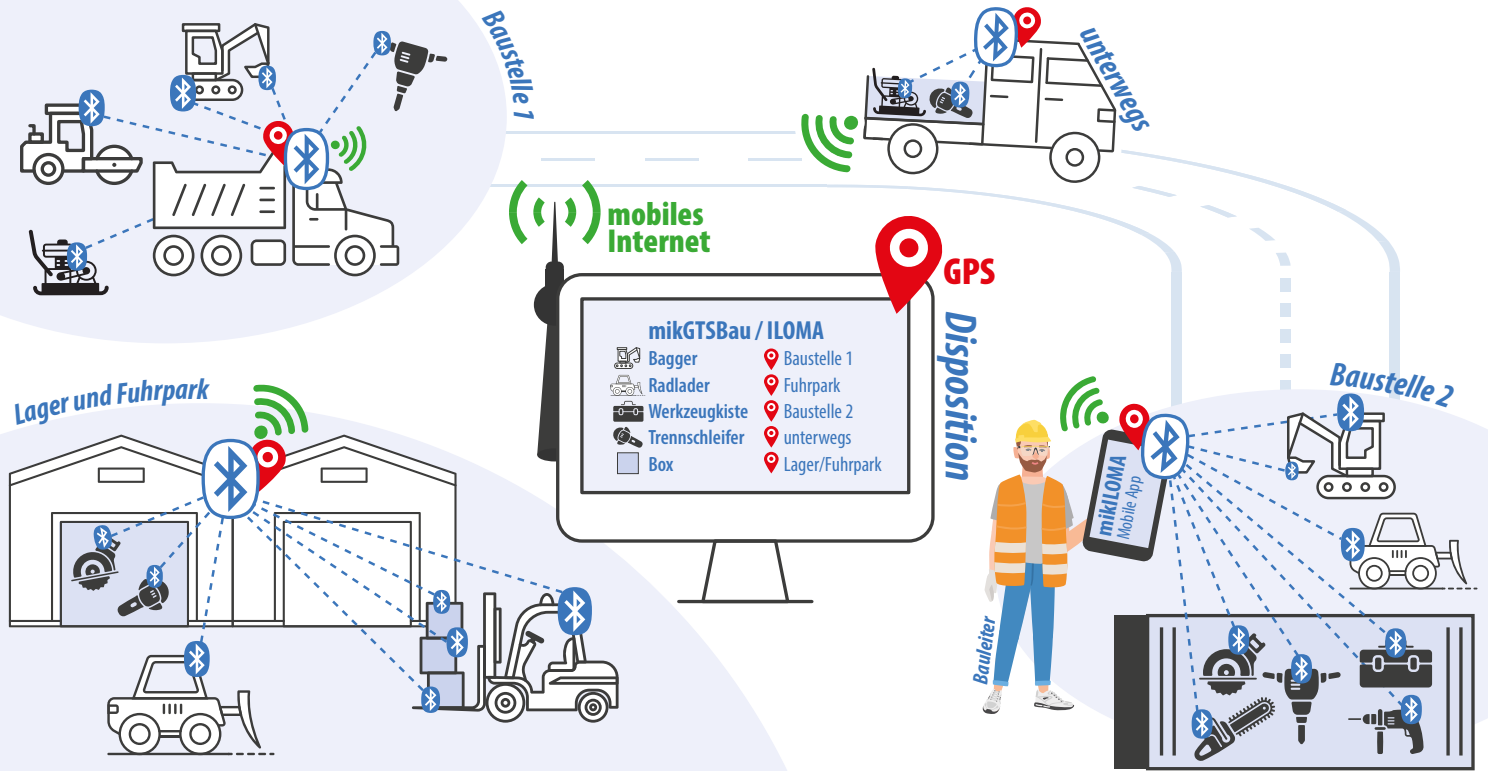 Baustelle 1
unterwegs
mobiles
Internet
GPS
mikGTSBau / ILOMA
Bagger Baustelle 1
Radlader Fuhrpark
Werkzeugkiste Baustelle 2
Trennschleifer unterwegs
Box Lager/Fuhrpark
Disposition
Lager und Fuhrpark
Baustelle 2
mikILOMA
Mobile App
Bauleiter